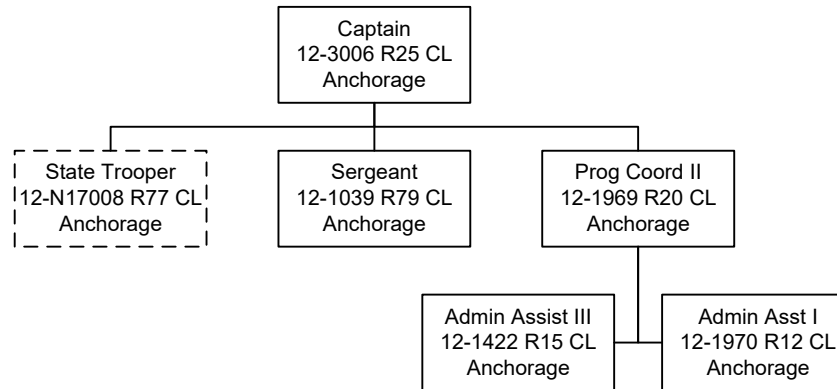 Captain
12-3006 R25 CL
Anchorage
State Trooper
12-N17008 R77 CL
Anchorage
Sergeant
12-1039 R79 CL
Anchorage
Prog Coord II
12-1969 R20 CL
Anchorage
Admin Assist III
12-1422 R15 CL
Anchorage
Admin Asst I
12-1970 R12 CL
Anchorage